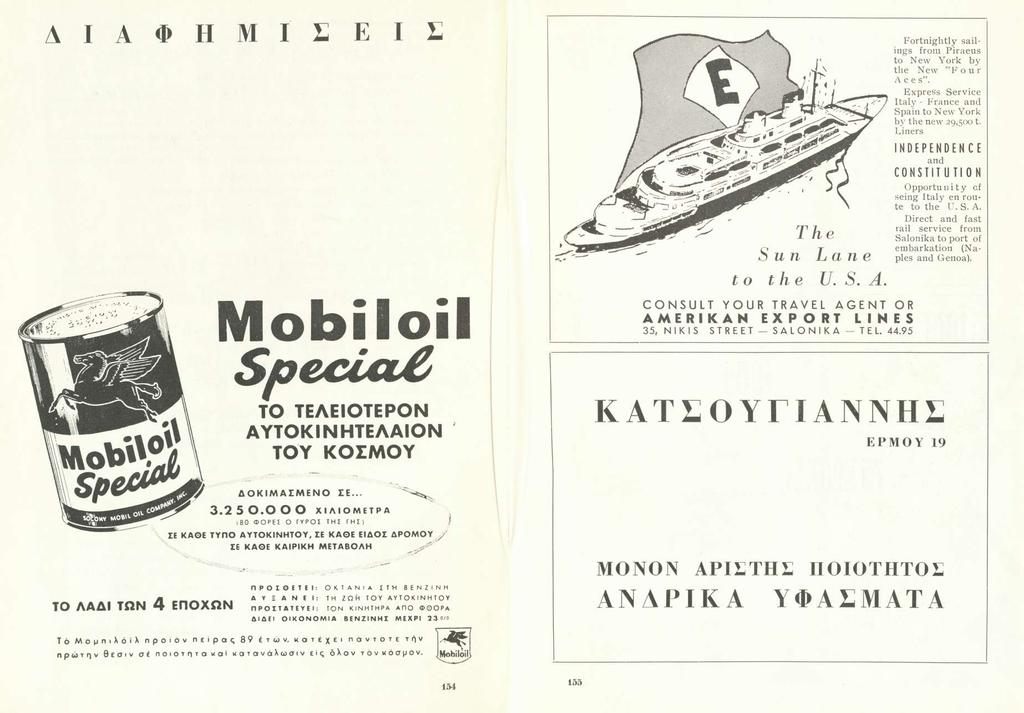 ΔΙΑΦΗΜΙΣΕΙΣ
Mobiloil
Special
ΤΟ ΤΕΛΕΙΟΤΕΡΟΝ
ΑΥΤΟΚΙΝΗΤΕΛΑΙΟΝ
ΤΟΥ ΚΟΣΜΟΥ
Mobiloil
Special
SOCONY MOBIL OIL COMPANY, INC.
ΔΟΚΙΜΑΣΜΕΝΟ ΣΕ...
3.250.000 ΧΙΛΙΟΜΕΤΡΑ
(80 ΦΟΡΕΣ Ο ΓΥΡΟΣ ΤΗΣ ΓΗΣ)
ΣΕ ΚΑΘΕ ΤΥΠΟ ΑΥΤΟΚΙΝΗΤΟΥ, ΣΕ ΚΑΘΕ ΕΙΔΟΣ ΔΡΟΜΟΥ
ΣΕ ΚΑΘΕ ΚΑΙΡΙΚΗ ΜΕΤΑΒΟΛΗ
ΤΟ ΛΑΔΙ ΤΩΝ 4 ΕΠΟΧΩΝ
ΠΡΟΣΘΕΤΕΙ: ΟΚΤΑΝΙΑ ΣΤΗ ΒΕΝΖΙΝΗ
ΑΥΞΑΝΕΙ: ΤΗ ΖΩΗ ΤΟΥ ΑΥΤΟΚΙΝΗΤΟΥ
ΠΡΟΣΤΑΤΕΥΕΙ: ΤΟΝ ΚΙΝΗΤΗΡΑ ΑΠΟ ΦΘΟΡΑ
ΔΙΔΕΙ ΟΙΚΟΝΟΜΙΑ ΒΕΝΖΙΝΗΣ ΜΕΧΡΙ 23 0/0
Τὸ Μομπιλόϊλ προϊὸν πείρας 89 ἐτῶν, κατέχει πάντοτε τὴν
πρώτην θέσιν σὲ ποιότητα καὶ κατανάλωσιν εἰς ὅλον τὸν κόσμον.
Mobiloil
154
E
Fortnightly sail-
ings from Piraeus
to New York by
the New "Four
Aces".
Express Service
Italy - France and
Spain to New York
by the new 29,500 t.
Liners
INDEPENDENCE
and
CONSTITUTION
Opportunity of
seing Italy en rou-
te to the U. S. A.
Direct and fast
rail service from
Salonika to port of
embarkation (Na-
ples and Genoa).
The
Sun Lane
to the U. S. A.
CONSULT YOUR TRAVEL AGENT OR
AMERIKAN EXPORT LINES
35, NIKIS STREET — SALONIKA — TEL. 44.95
ΚΑΤΣΟΥΓΙΑΝΝΗΣ
ΕΡΜΟΥ 19
ΜΟΝΟΝ ΑΡΙΣΤΗΣ ΠΟΙΟΤΗΤΟΣ
ΑΝΔΡΙΚΑ ΥΦΑΣΜΑΤΑ
155